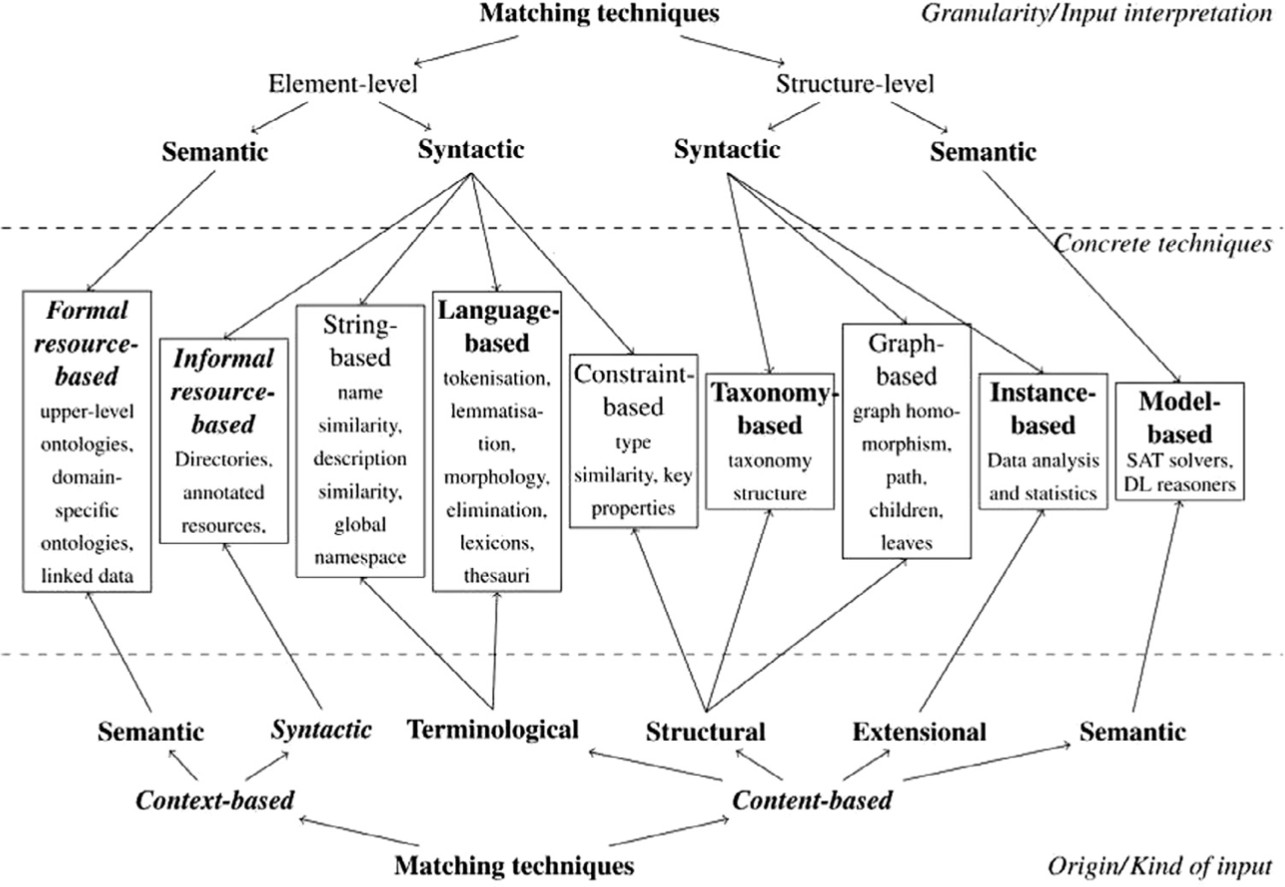 Matching techniques
Granularity/Input interpretation
Element-level
Structure-level
Semantic
Syntactic
Syntactic
Semantic
Concrete techniques
Formal
resource-
based
upper-level
ontologies,
domain-
specific
ontologies,
linked data
Informal
resource-
based
Directories,
annotated
resources,
String-
based
name
similarity,
description
similarity,
global
namespace
Language-
based
tokenisation,
lemmatisa-
tion,
morphology,
elimination,
lexicons,
thesauri
Constraint-
based
type
similarity, key
properties
Taxonomy-
based
taxonomy
structure
Graph-
based
graph homo-
morphism,
path,
children,
leaves
Instance-
based
Data analysis
and statistics
Model-
based
SAT solvers,
DL reasoners
Semantic
Syntactic
Terminological
Structural
Extensional
Semantic
Context-based
Content-based
Matching techniques
Origin/Kind of input